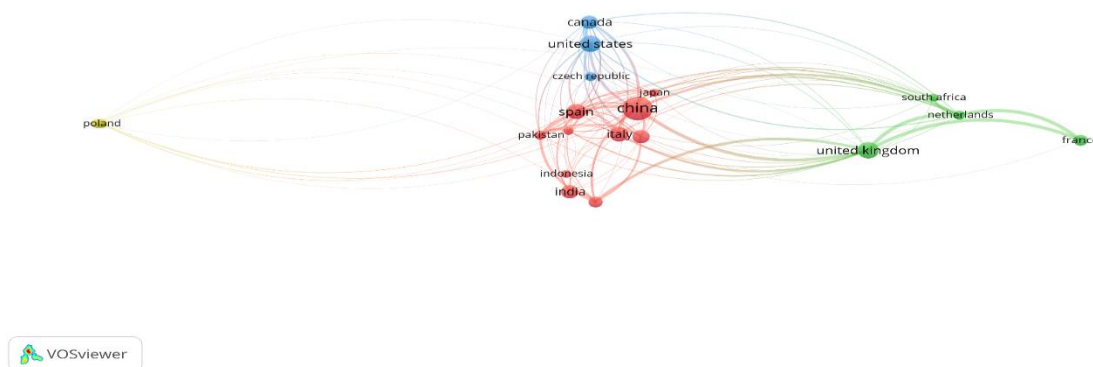 canada
united states
czech republic
japan
south africa
china
spain
netherlands
poland
pakistan
italy
united kingdom
france
indonesia
india
VOSviewer